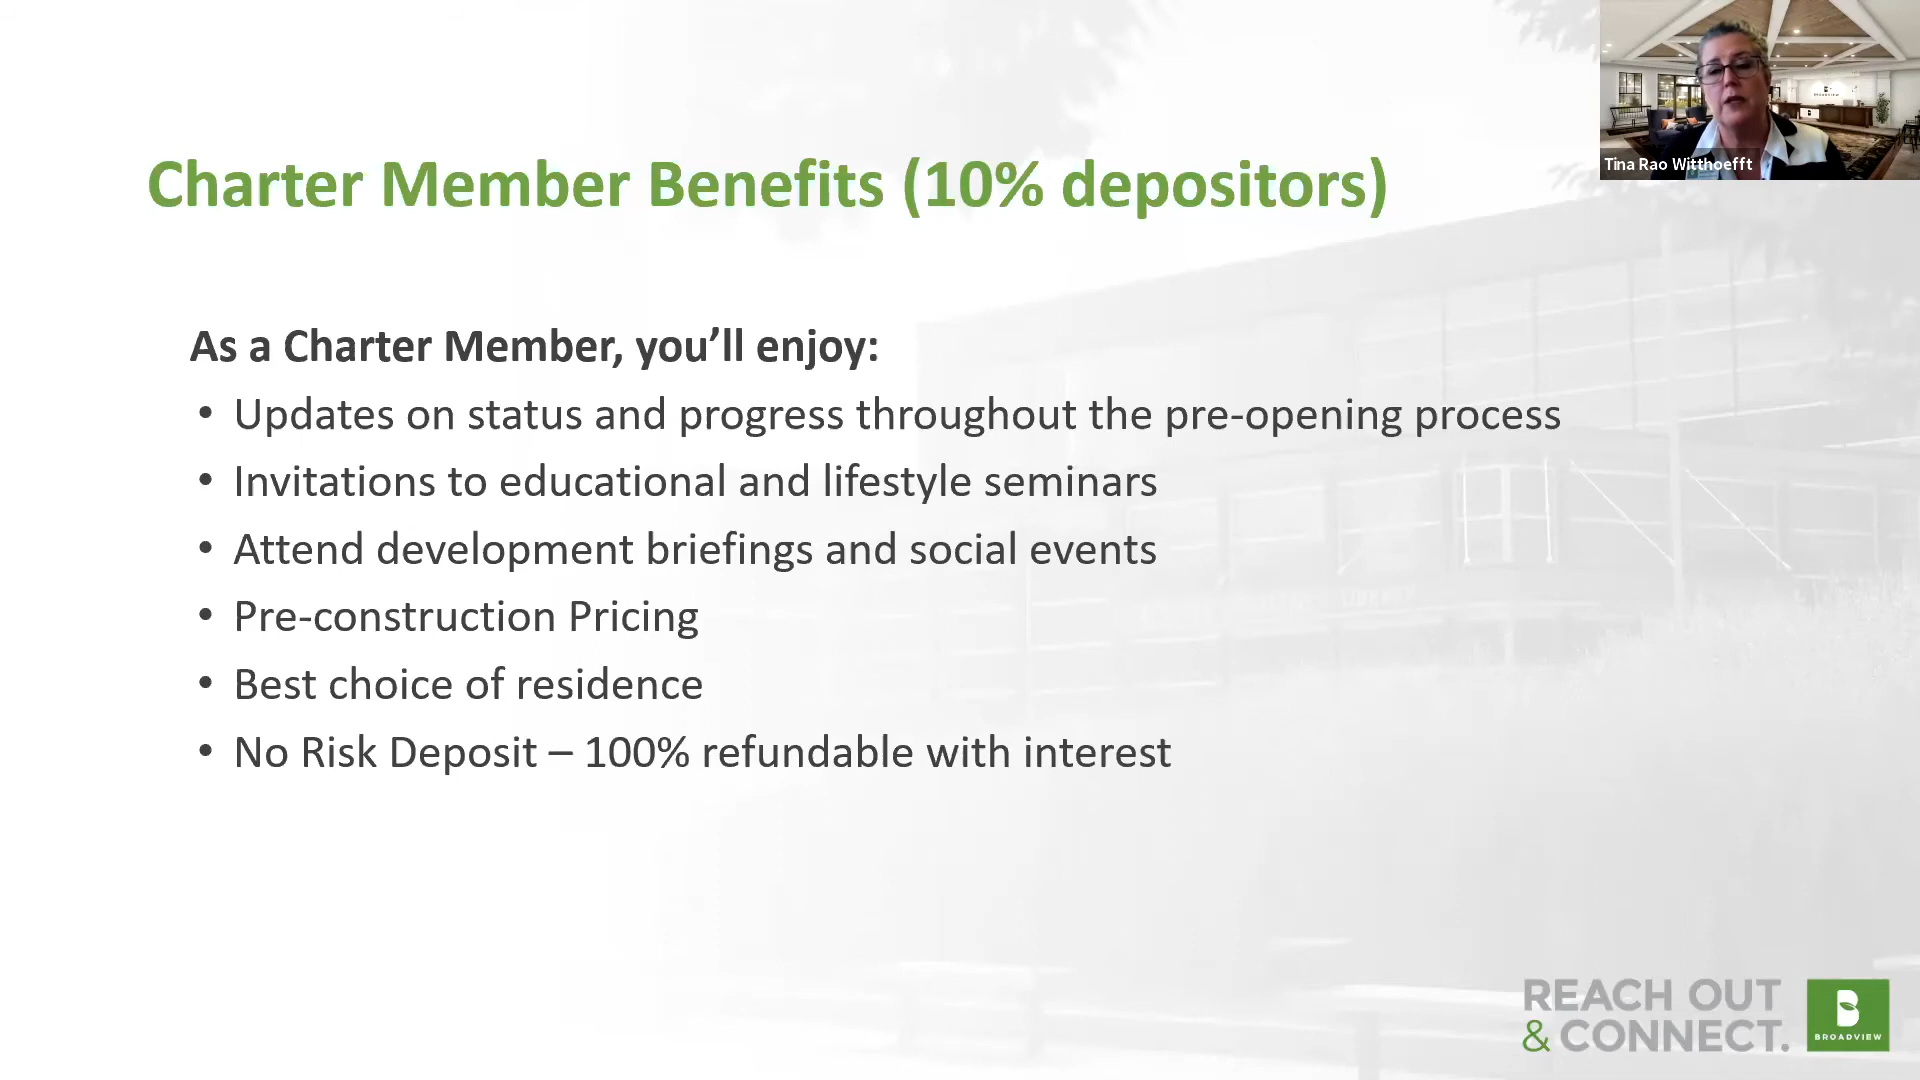 Tina Rao Witthoefft
Charter Member Benefits (10% depositors)
As a Charter Member, you’ll enjoy:
• Updates on status and progress throughout the pre-opening process
• Invitations to educational and lifestyle seminars
• Attend development briefings and social events
• Pre-construction Pricing
• Best choice of residence
• No Risk Deposit – 100% refundable with interest
REACH OUT
& CONNECT.
B
BROADVIEW